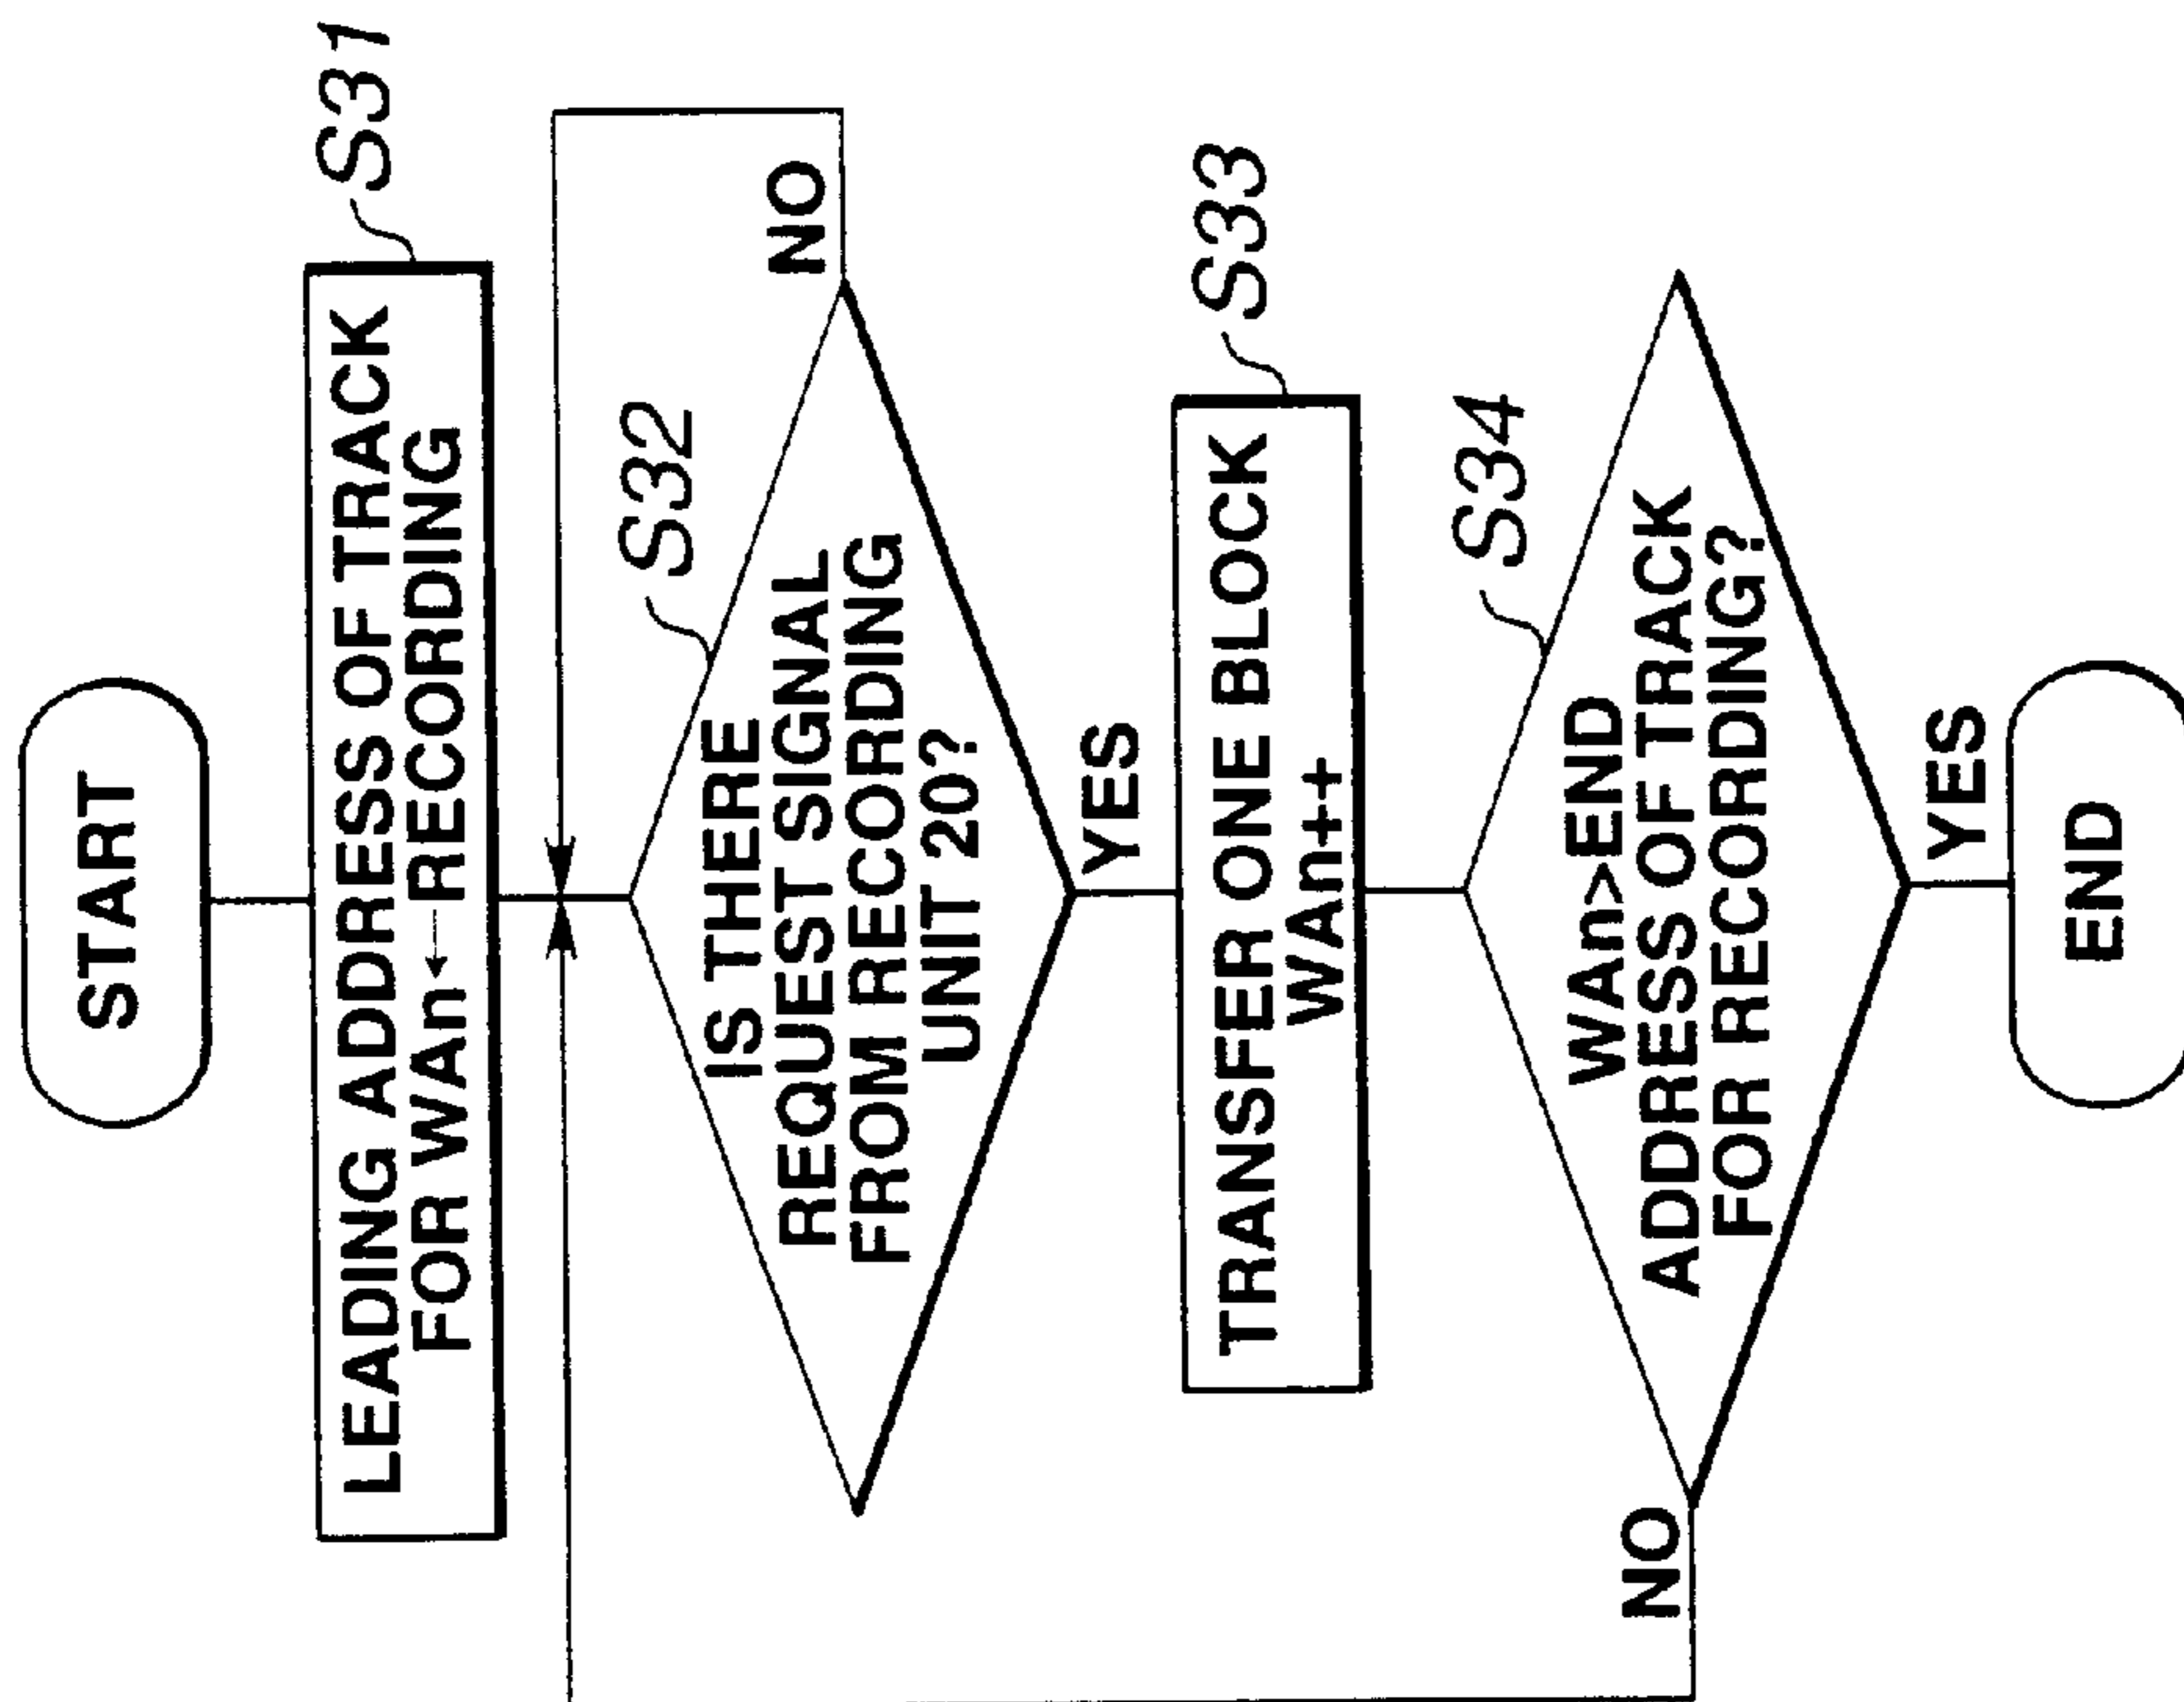 START
S31
LEADING ADDRESS OF TRACK
FOR WAn←RECORDING
S32
IS THERE
REQUEST SIGNAL
FROM RECORDING
UNIT 20?
NO
YES
S33
TRANSFER ONE BLOCK
WAn++
S34
WAn>END
ADDRESS OF TRACK
FOR RECORDING?
NO
YES
END